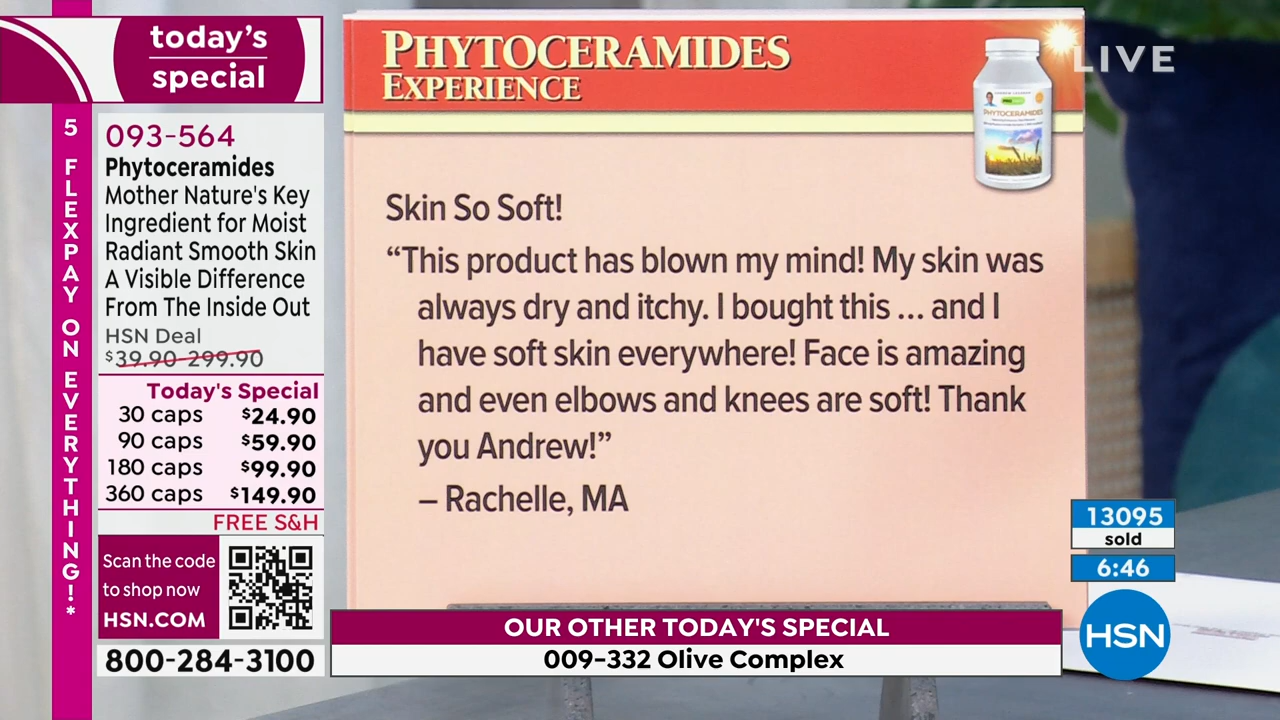 today's
special
5 FLEXPAY ON EVERYTHING!*
093-564
Phytoceramides
Mother Nature's Key
Ingredient for Moist
Radiant Smooth Skin
A Visible Difference
From The Inside Out
HSN Deal
$39.90-299.90
Today's Special
30 caps $24.90
90 caps $59.90
180 caps $99.90
360 caps $149.90
FREE S&H
Scan the code
to shop now
HSN.COM
800-284-3100
PHYTOCERAMIDES
EXPERIENCE
PHYTOCERAMIDES
Skin So Soft!
“This product has blown my mind! My skin was
always dry and itchy. I bought this ... and I
have soft skin everywhere! Face is amazing
and even elbows and knees are soft! Thank
you Andrew!”
– Rachelle, MA
LIVE
13095
sold
6:46
HSN
OUR OTHER TODAY'S SPECIAL
009-332 Olive Complex